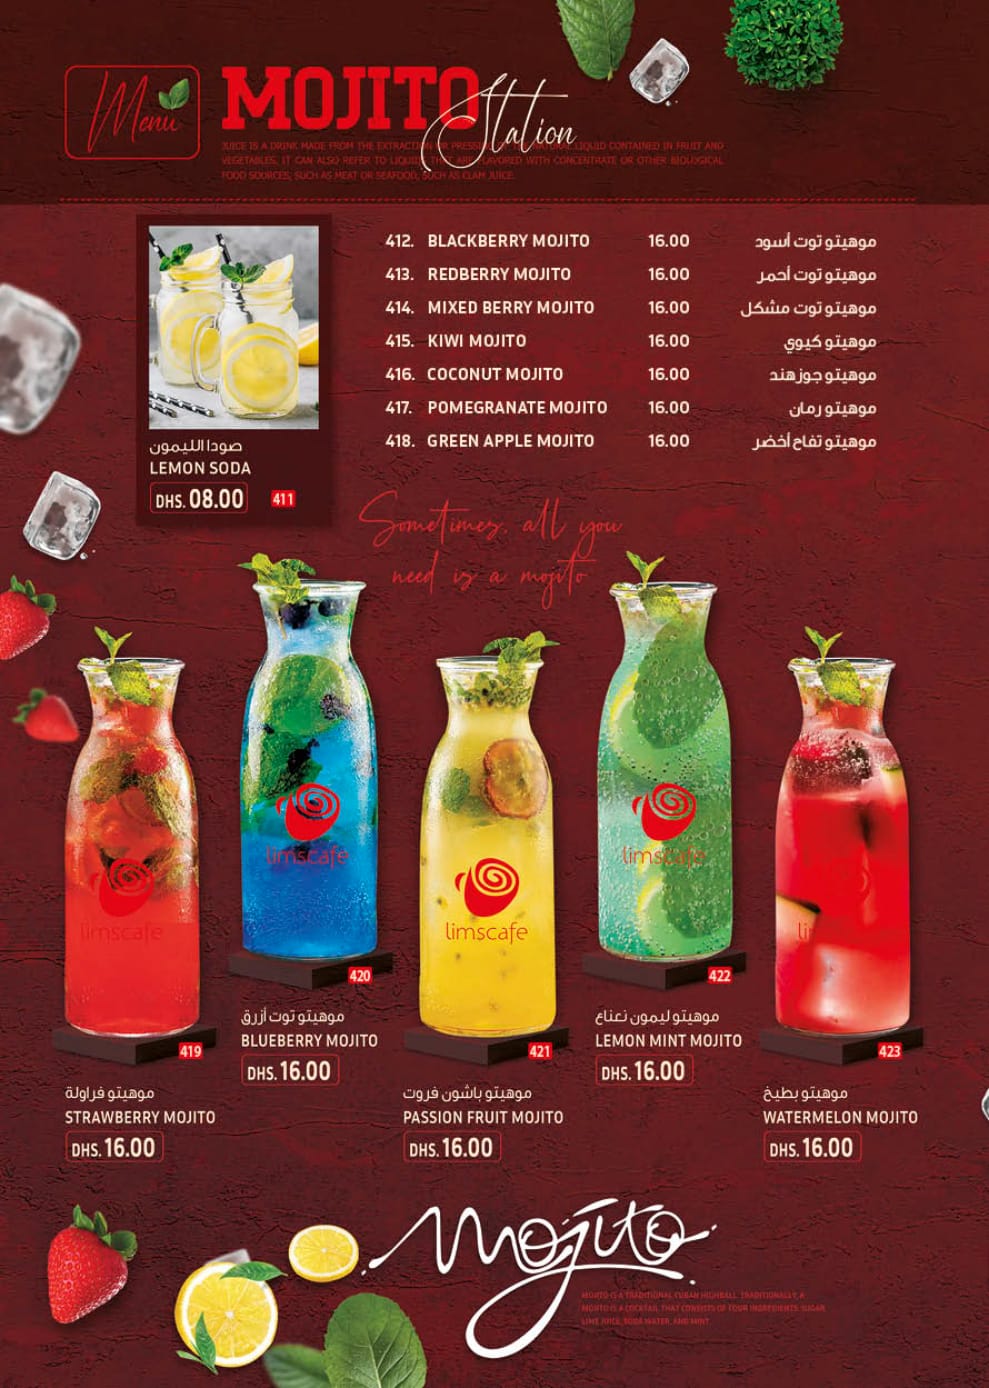 Menu
MOJITO
Station
JUICE IS A DRINK MADE FROM THE EXTRACTION OR PRESSING OF THE NATURAL LIQUID CONTAINED IN FRUIT AND
VEGETABLES. IT CAN ALSO REFER TO LIQUIDS THAT ARE FLAVORED WITH CONCENTRATE OR OTHER BIOLOGICAL
FOOD SOURCES, SUCH AS MEAT OR SEAFOOD, SUCH AS CLAM JUICE.
صودا الليمون
LEMON SODA
DHS. 08.00 411
412. BLACKBERRY MOJITO 16.00 موهيتو توت أسود
413. REDBERRY MOJITO 16.00 موهيتو توت أحمر
414. MIXED BERRY MOJITO 16.00 موهيتو توت مشكل
415. KIWI MOJITO 16.00 موهيتو كيوي
416. COCONUT MOJITO 16.00 موهيتو جوز هند
417. POMEGRANATE MOJITO 16.00 موهيتو رمان
418. GREEN APPLE MOJITO 16.00 موهيتو تفاح أخضر
Sometimes, all you
need is a mojito
limscafe
limscafe
limscafe
limscafe
li
419
موهيتو فراولة
STRAWBERRY MOJITO
DHS. 16.00
420
موهيتو توت أزرق
BLUEBERRY MOJITO
DHS. 16.00
421
موهيتو باشون فروت
PASSION FRUIT MOJITO
DHS. 16.00
422
موهيتو ليمون نعناع
LEMON MINT MOJITO
DHS. 16.00
423
موهيتو بطيخ
WATERMELON MOJITO
DHS. 16.00
Mojito
MOJITO IS A TRADITIONAL CUBAN HIGHBALL. TRADITIONALLY, A
MOJITO IS A COCKTAIL THAT CONSISTS OF FOUR INGREDIENTS: SUGAR,
LIME JUICE, SODA WATER, AND MINT.